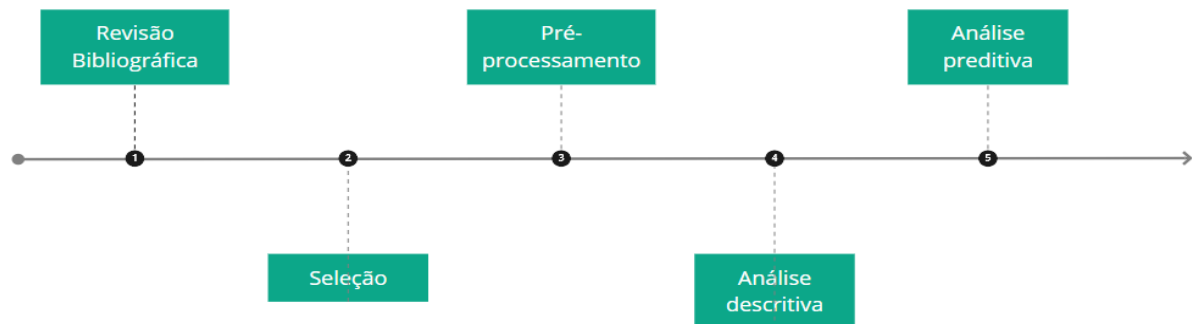 Revisão
Bibliográfica
Pré-
processamento
Análise
preditiva
1
2
3
4
5
Seleção
Análise
descritiva